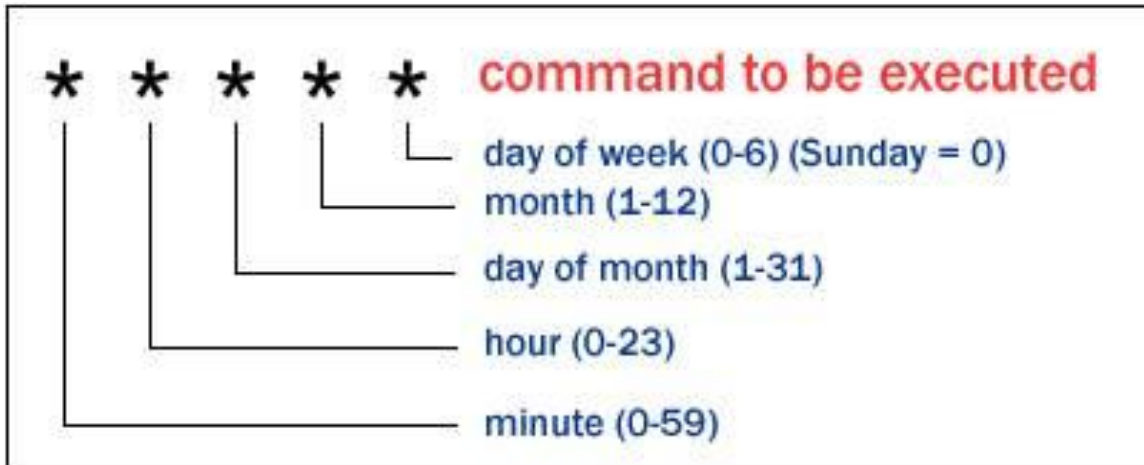 * * * * * command to be executed
day of week (0-6) (Sunday = 0)
month (1-12)
day of month (1-31)
hour (0-23)
minute (0-59)